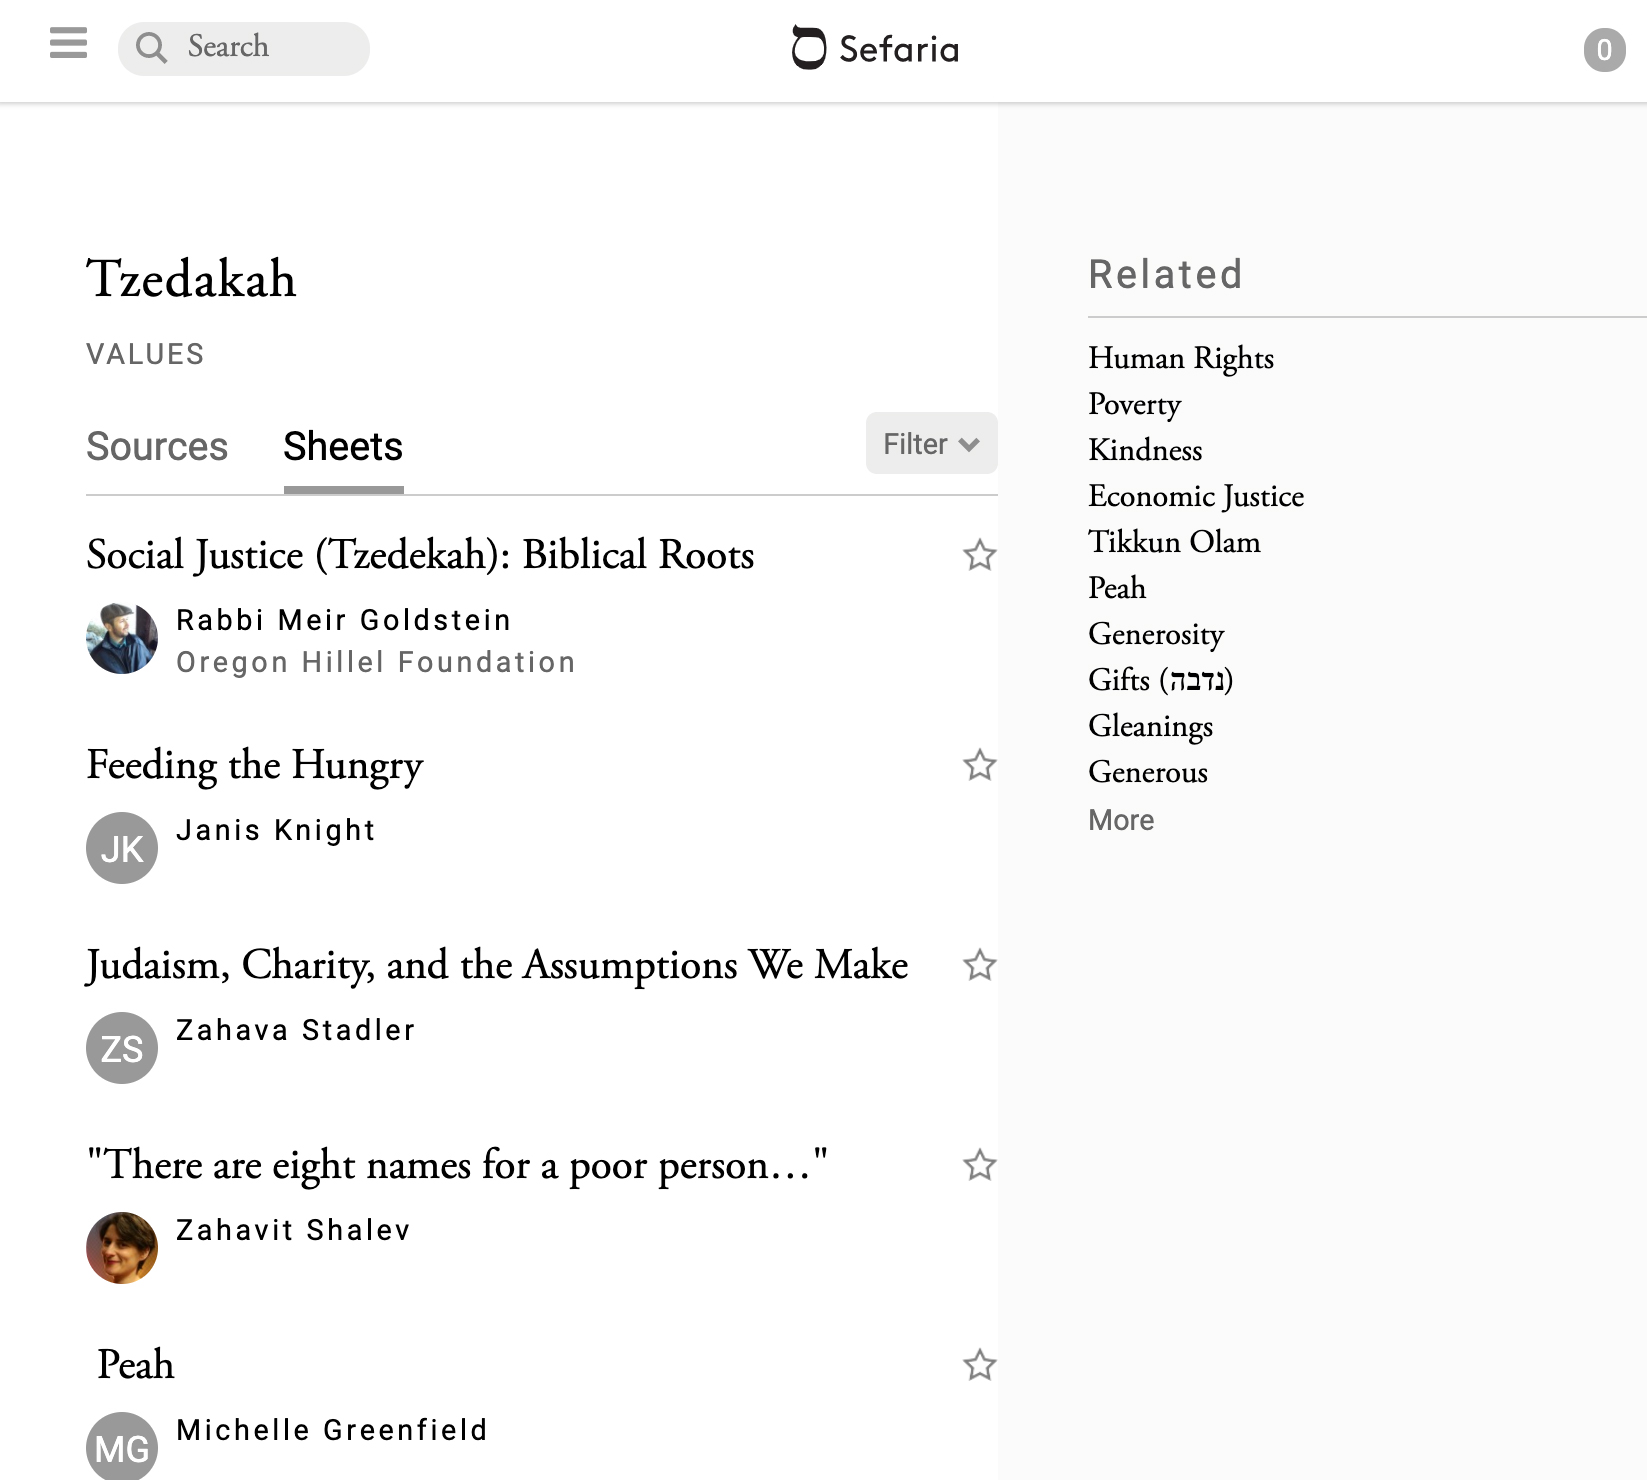 Search
Sefaria
0
Tzedakah
VALUES
Sources
Sheets
Filter
Social Justice (Tzedekah): Biblical Roots
Rabbi Meir Goldstein
Oregon Hillel Foundation
Feeding the Hungry
JK
Janis Knight
Judaism, Charity, and the Assumptions We Make
ZS
Zahava Stadler
"There are eight names for a poor person…"
Zahavit Shalev
Peah
MG
Michelle Greenfield
Related
Human Rights
Poverty
Kindness
Economic Justice
Tikkun Olam
Peah
Generosity
Gifts (נדבה)
Gleanings
Generous
More